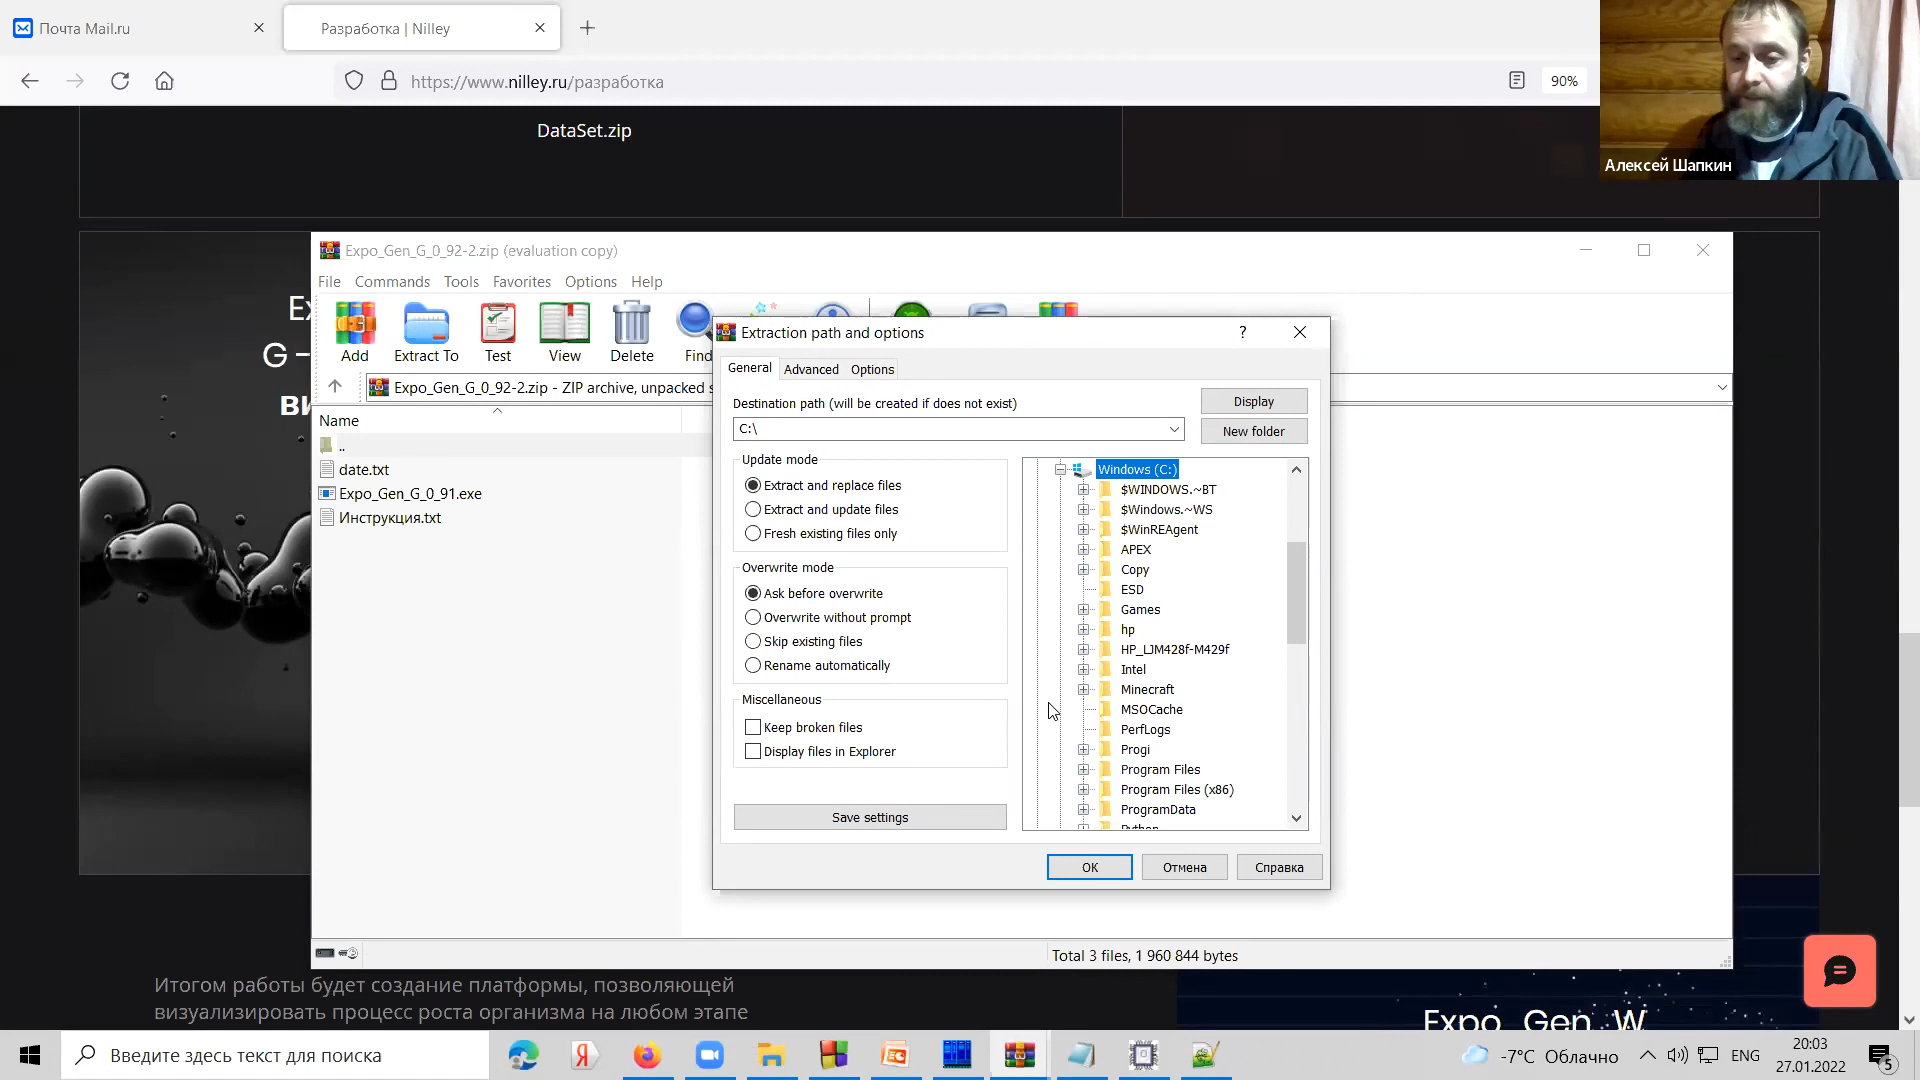 Почта Mail.ru
Разработка | Nilley
https://www.nilley.ru/разработка
90%
Алексей Шапкин
DataSet.zip
Expo_Gen_G_0_92-2.zip (evaluation copy)
File Commands Tools Favorites Options Help
Add Extract To Test View Delete Find
Expo_Gen_G_0_92-2.zip - ZIP archive, unpacked s
Name
..
date.txt
Expo_Gen_G_0_91.exe
Инструкция.txt
Extraction path and options
?
General Advanced Options
Destination path (will be created if does not exist)
C:\
Display
New folder
Update mode
Extract and replace files
Extract and update files
Fresh existing files only
Overwrite mode
Ask before overwrite
Overwrite without prompt
Skip existing files
Rename automatically
Miscellaneous
Keep broken files
Display files in Explorer
Save settings
Windows (C:)
$WINDOWS.~BT
$Windows.~WS
$WinREAgent
APEX
Copy
ESD
Games
hp
HP_LJM428f-M429f
Intel
Minecraft
MSOCache
PerfLogs
Progi
Program Files
Program Files (x86)
ProgramData
Python
ОК Отмена Справка
Total 3 files, 1 960 844 bytes
Итогом работы будет создание платформы, позволяющей
визуализировать процесс роста организма на любом этапе
Expo_Gen_W
Введите здесь текст для поиска
-7°C Облачно
ENG
20:03
27.01.2022
5